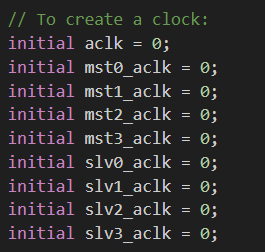 // To create a clock:
initial aclk = 0;
initial mst0_aclk = 0;
initial mst1_aclk = 0;
initial mst2_aclk = 0;
initial mst3_aclk = 0;
initial slv0_aclk = 0;
initial slv1_aclk = 0;
initial slv2_aclk = 0;
initial slv3_aclk = 0;